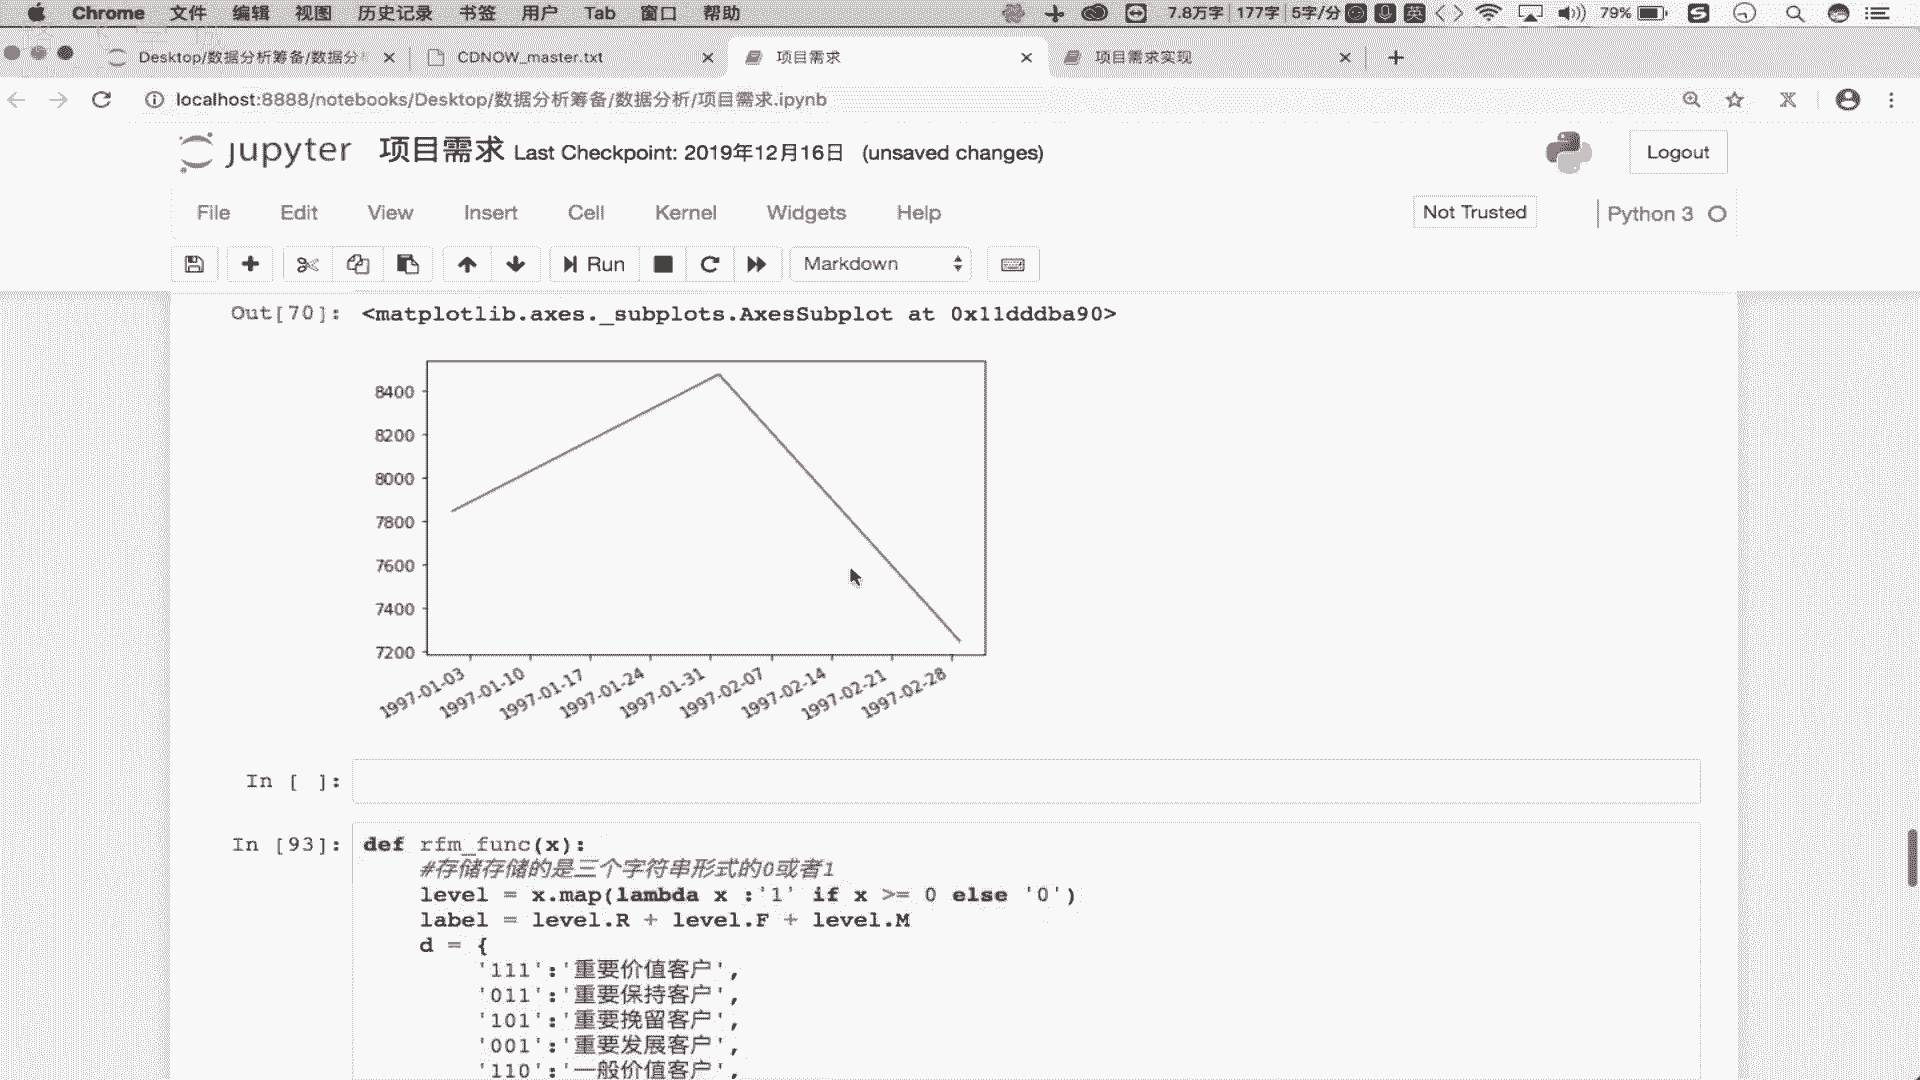 Chrome 文件 编辑 视图 历史记录 书签 用户 Tab 窗口 帮助 7.8万字 177字 5字/分 英 79% S
Desktop/数据分析筹备/数据分 CDNOW_master.txt 项目需求 项目需求实现
localhost:8888/notebooks/Desktop/数据分析筹备/数据分析/项目需求.ipynb
jupyter 项目需求 Last Checkpoint: 2019年12月16日 (unsaved changes) Logout
File Edit View Insert Cell Kernel Widgets Help Not Trusted Python 3
Run Markdown
Out[70]: <matplotlib.axes._subplots.AxesSubplot at 0x11dddba90>
8400
8200
8000
7800
7600
7400
7200
1997-01-03 1997-01-10 1997-01-17 1997-01-24 1997-01-31 1997-02-07 1997-02-14 1997-02-21 1997-02-28
In [ ]:
In [93]: def rfm_func(x):
#存储存储的是三个字符串形式的0或者1
level = x.map(lambda x :'1' if x >= 0 else '0')
label = level.R + level.F + level.M
d = {
'111':'重要价值客户',
'011':'重要保持客户',
'101':'重要挽留客户',
'001':'重要发展客户',
'110':'一般价值客户',